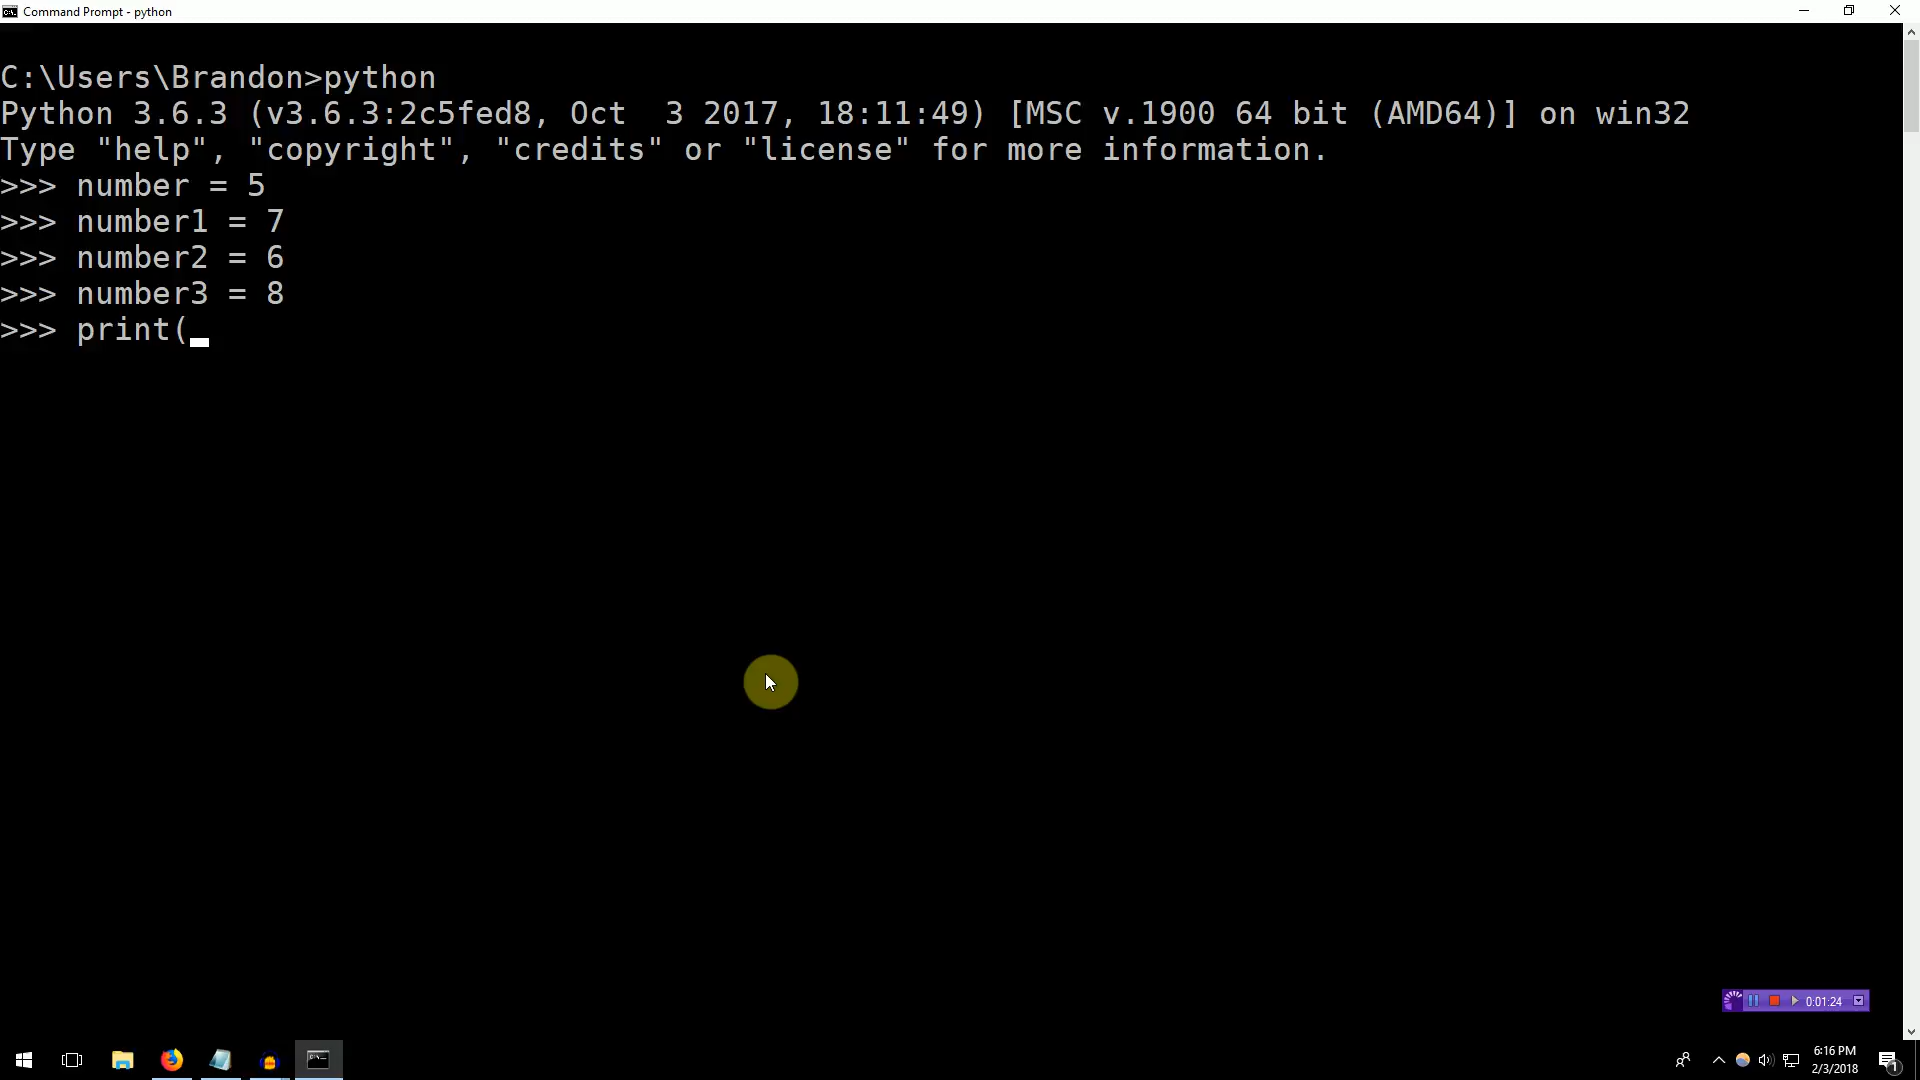 Command Prompt - python
C:\Users\Brandon>python
Python 3.6.3 (v3.6.3:2c5fed8, Oct  3 2017, 18:11:49) [MSC v.1900 64 bit (AMD64)] on win32
Type "help", "copyright", "credits" or "license" for more information.
>>> number = 5
>>> number1 = 7
>>> number2 = 6
>>> number3 = 8
>>> print(_
0:01:24
6:16 PM
2/3/2018
1